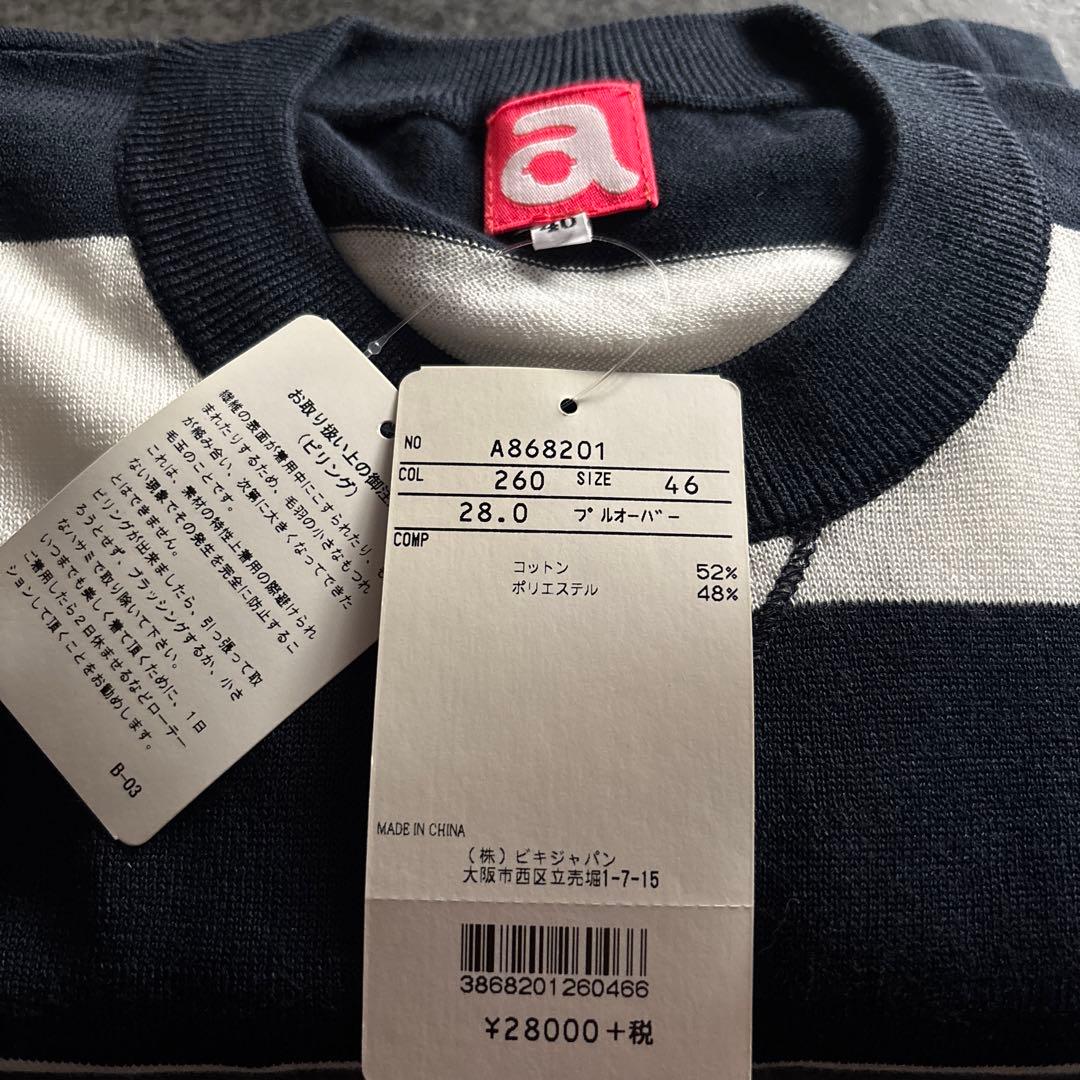 a
40
お取り扱い上の御注
(ピリング)
繊維の表面が着用中にこすられたり、も
まれたりするため、毛羽の小さなもつれ
が絡み合い、次第に大きくなってできた
毛玉のことです。
これは、素材の特性上着用の際避けられ
ない現象でその発生を完全に防止するこ
とはできません。
ピリングが出来ましたら、引っ張って取
ろうとせず、ブラッシングするか、小さ
なハサミで取り除いて下さい。
いつまでも楽しく着て頂くために、1日
ご着用したら2日休ませるなどローテー
ションして頂くことをお勧めします。
B-03
NO A868201
COL 260 SIZE 46
28.0 プルオーバー
COMP
コットン 52%
ポリエステル 48%
MADE IN CHINA
(株)ビキジャパン
大阪市西区立売堀1-7-15
3868201260466
¥28000+税